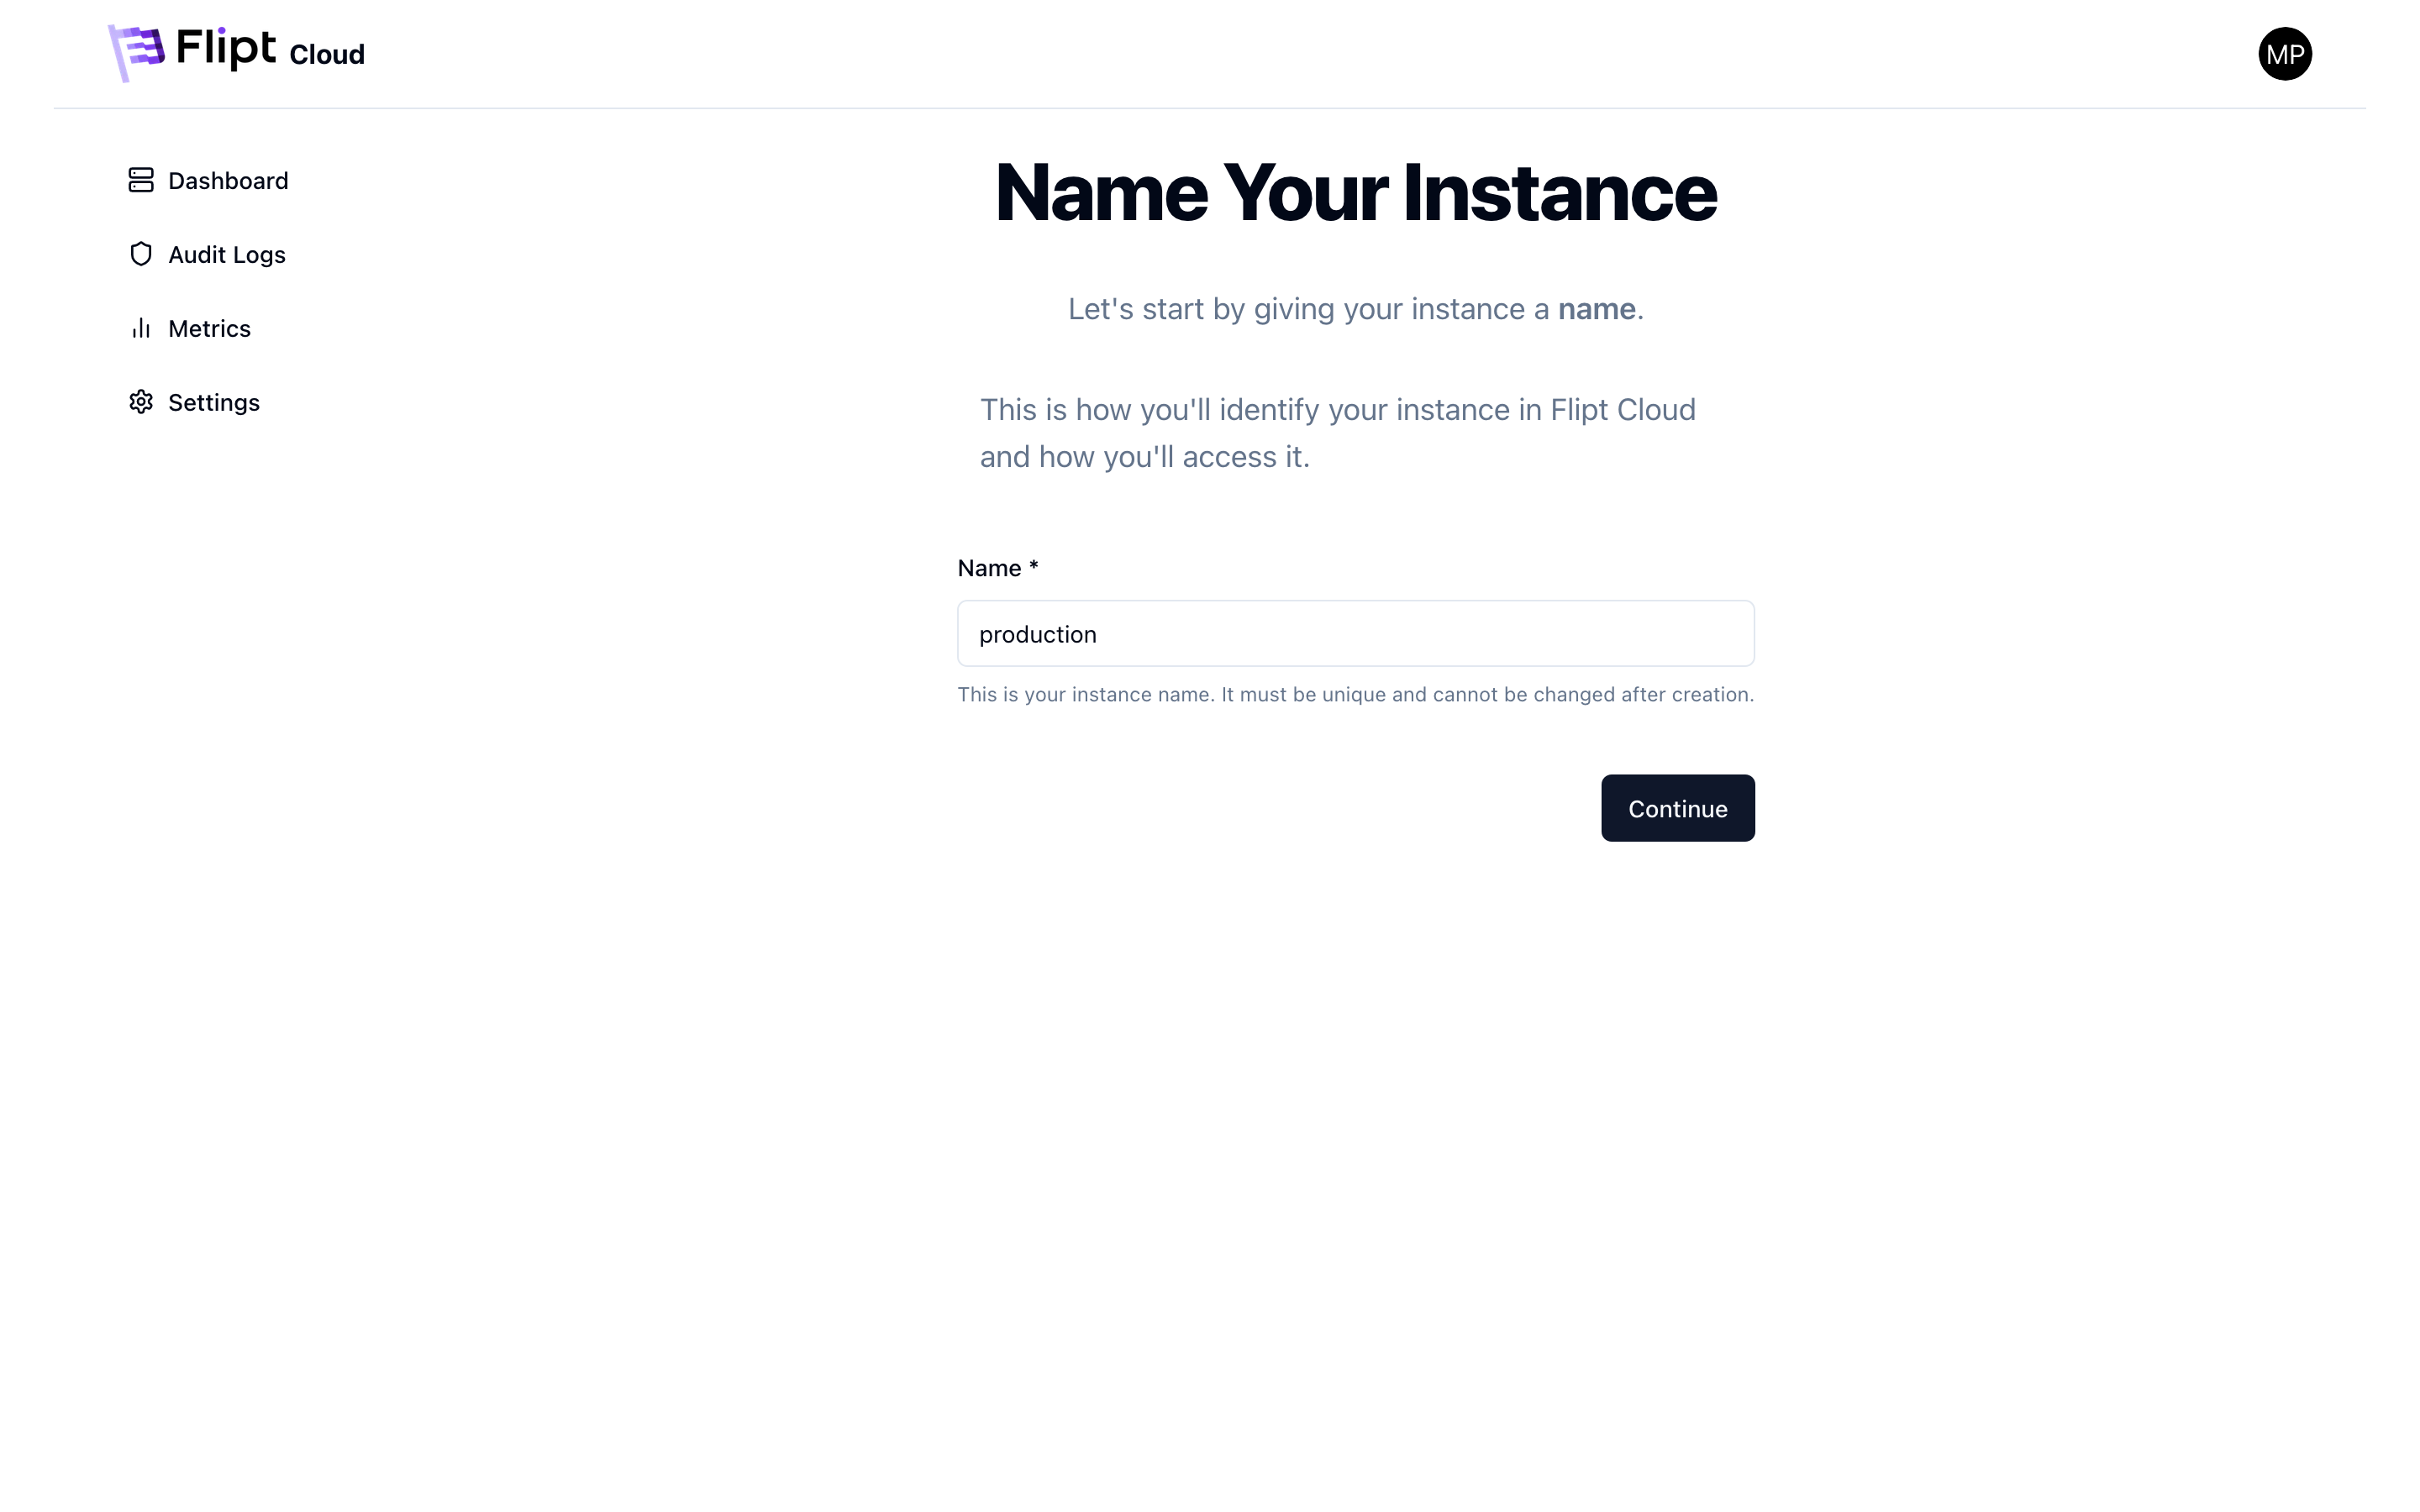 Flipt Cloud
MP
Dashboard
Audit Logs
Metrics
Settings
Name Your Instance
Let's start by giving your instance a name.
This is how you'll identify your instance in Flipt Cloud
and how you'll access it.
Name *
production
This is your instance name. It must be unique and cannot be changed after creation.
Continue